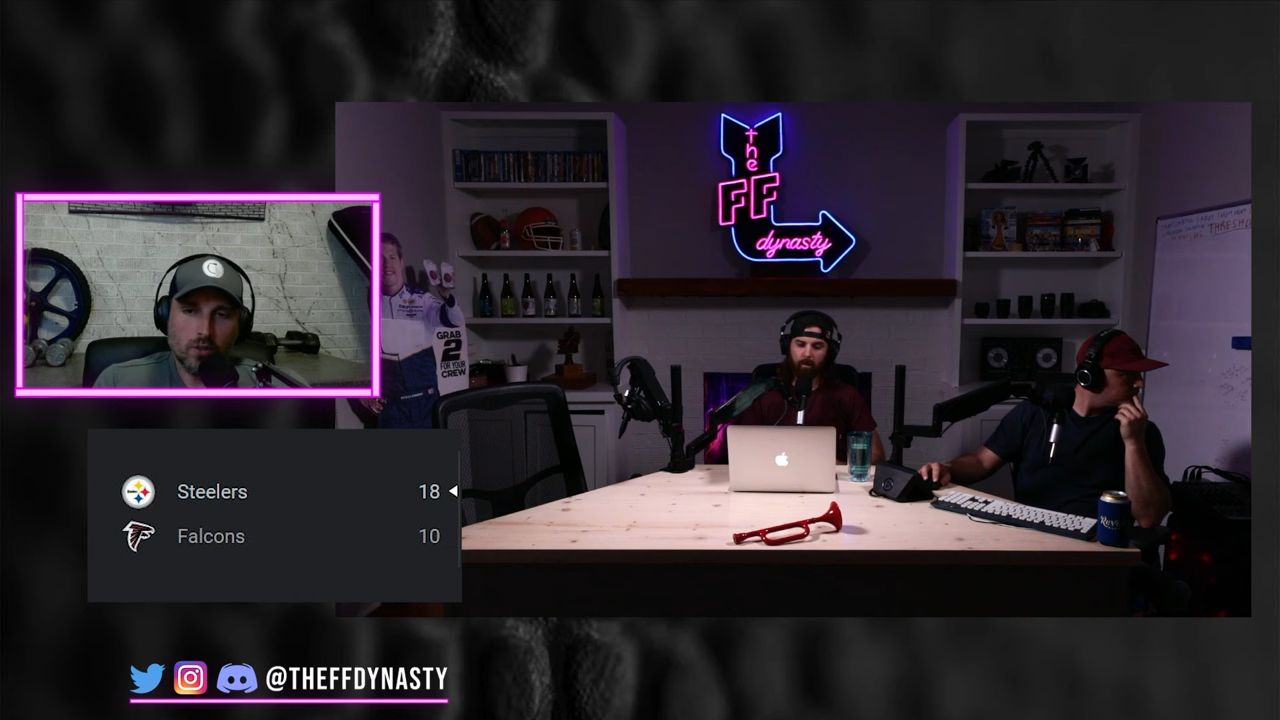 the
FF
dynasty
GRAB
2
FOR YOUR
CREW
Steelers 18
Falcons 10
@THEFFDYNASTY